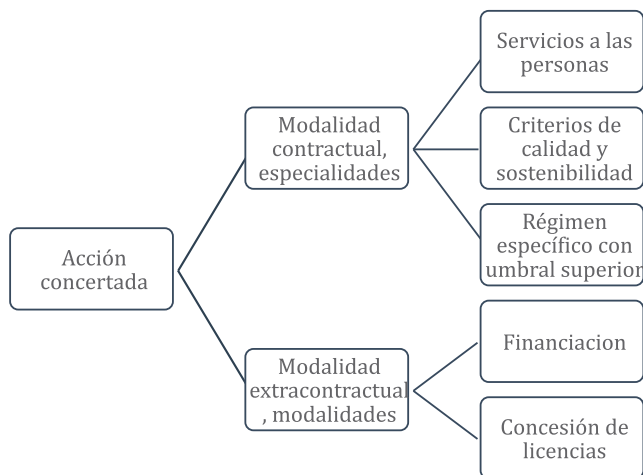 Servicios a las
personas
Modalidad
contractual,
especialidades
Criterios de
calidad y
sostenibilidad
Acción
concertada
Régimen
específico con
umbral superior
Modalidad
extracontractual
, modalidades
Financiacion
Concesión de
licencias